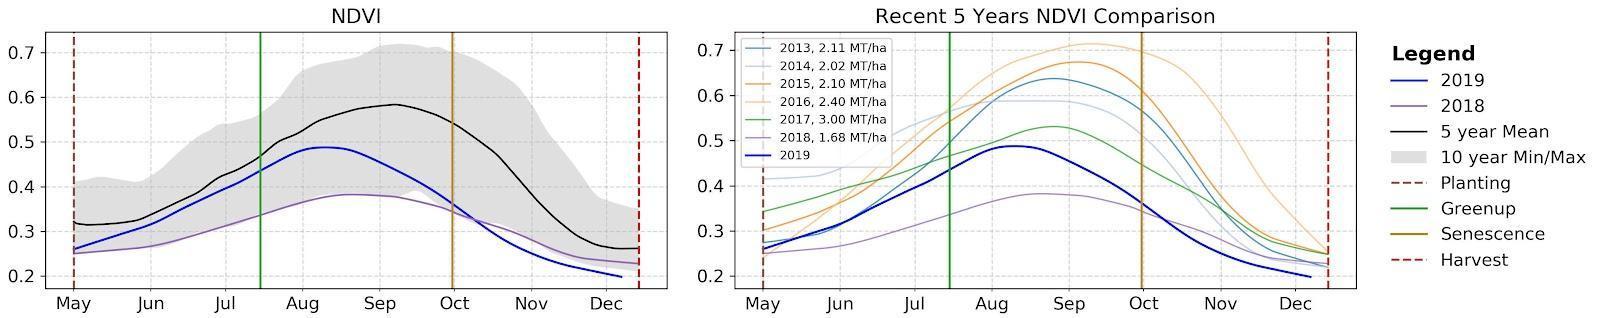 NDVI
0.7
0.6
0.5
0.4
0.3
0.2
May Jun Jul Aug Sep Oct Nov Dec
Recent 5 Years NDVI Comparison
0.7
0.6
0.5
0.4
0.3
0.2
2013, 2.11 MT/ha
2014, 2.02 MT/ha
2015, 2.10 MT/ha
2016, 2.40 MT/ha
2017, 3.00 MT/ha
2018, 1.68 MT/ha
2019
May Jun Jul Aug Sep Oct Nov Dec
Legend
2019
2018
5 year Mean
10 year Min/Max
Planting
Greenup
Senescence
Harvest